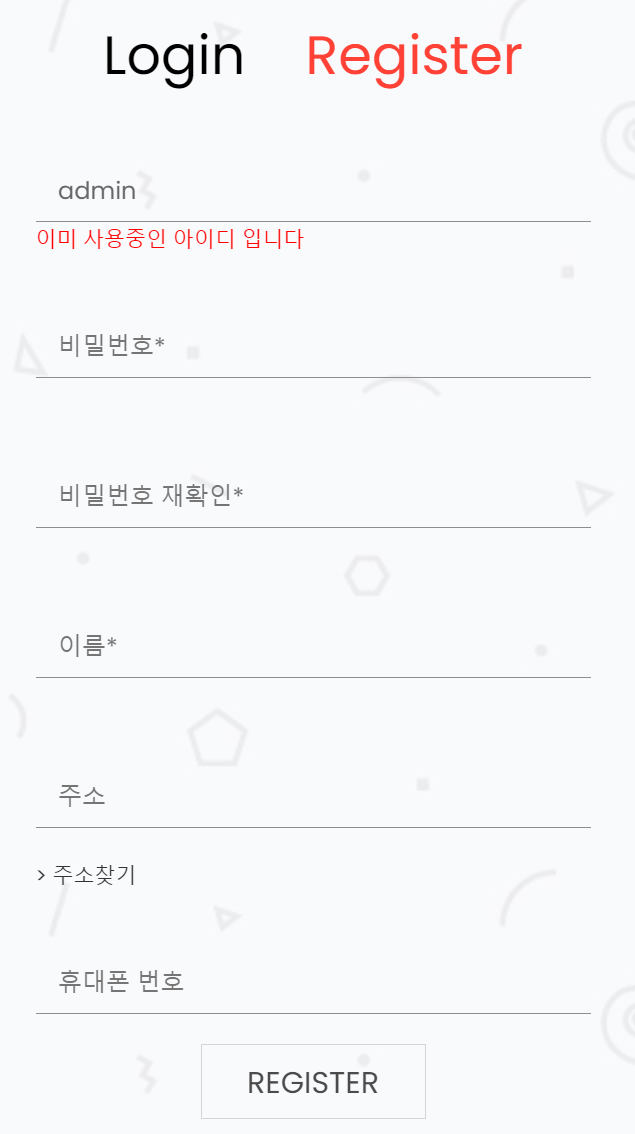 Login Register
admin
이미 사용중인 아이디 입니다
비밀번호*
비밀번호 재확인*
이름*
주소
> 주소찾기
휴대폰 번호
REGISTER